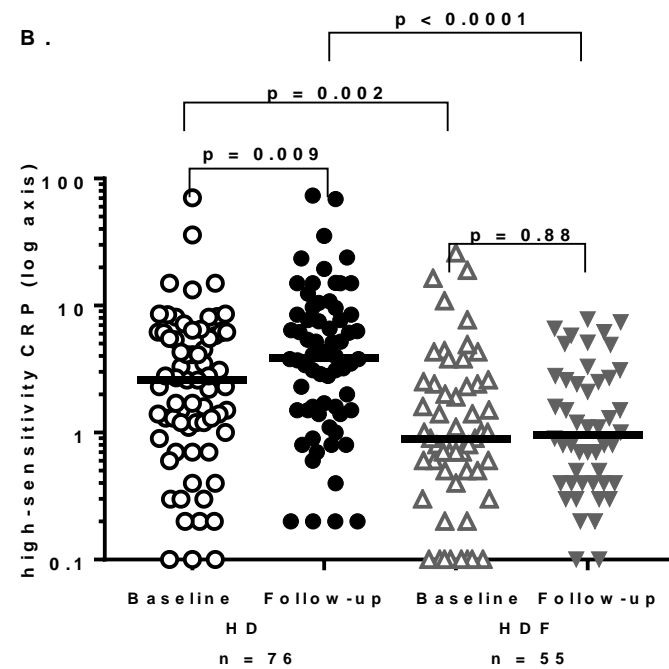 B.
p < 0.0001
p = 0.002
p = 0.009
p = 0.88
high-sensitivity CRP (log axis)
100
10
1
0.1
Baseline Follow-up Baseline Follow-up
HD HDF
n = 76 n = 55